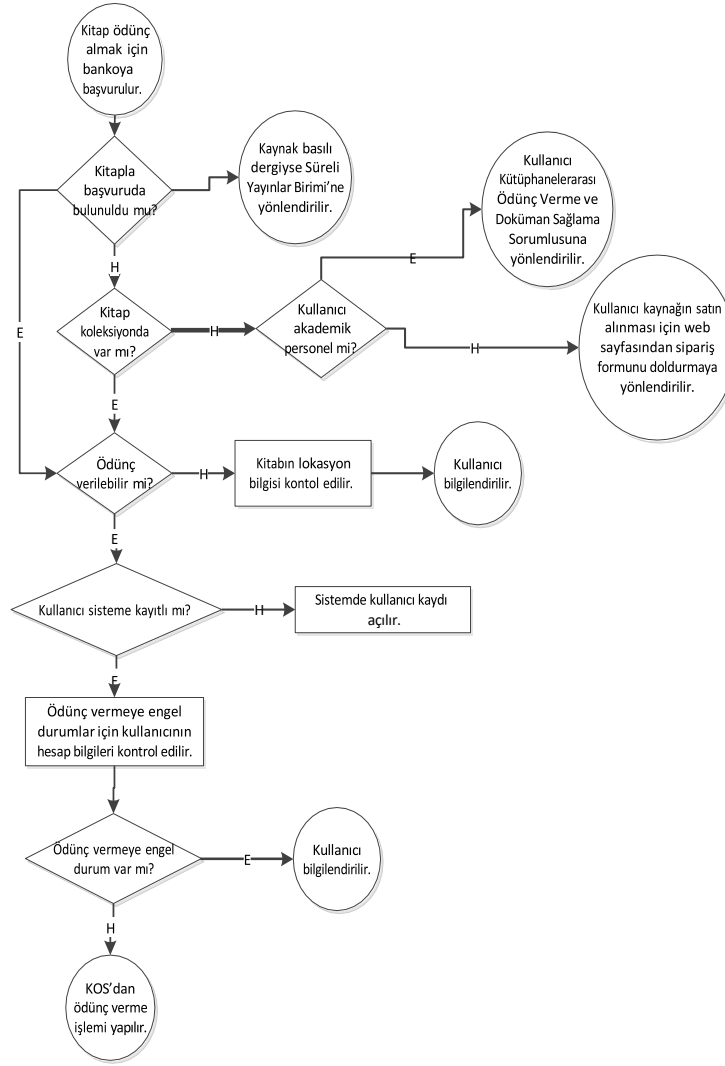 Kitap ödünç
almak için
bankoya
başvurulur.
Kitapla
başvuruda
bulunuldu mu?
Kaynak basılı
dergiyse Süreli
Yayınlar Birimi’ne
yönlendirilir.
Kullanıcı
Kütüphanelerarası
Ödünç Verme ve
Doküman Sağlama
Sorumlusuna
yönlendirilir.
E
H
E
Kitap
koleksiyonda
var mı?
H
Kullanıcı
akademik
personel mi?
H
Kullanıcı kaynağın satın
alınması için web
sayfasından sipariş
formunu doldurmaya
yönlendirilir.
E
Ödünç
verilebilir mi?
H
Kitabın lokasyon
bilgisi kontol edilir.
Kullanıcı
bilgilendirilir.
E
Kullanıcı sisteme kayıtlı mı?
H
Sistemde kullanıcı kaydı
açılır.
E
Ödünç vermeye engel
durumlar için kullanıcının
hesap bilgileri kontrol edilir.
Ödünç vermeye engel
durum var mı?
E
Kullanıcı
bilgilendirilir.
H
KOS’dan
ödünç verme
işlemi yapılır.